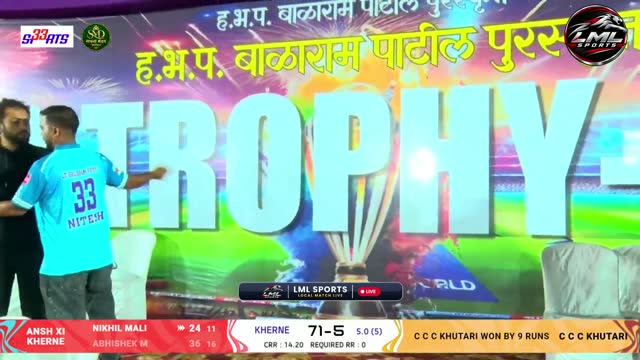 33
SPORTS
LML
SPORTS
ह.भ.प. बाळाराम पाटील पुरस्कृत
ह.भ.प. बाळाराम पाटील
TROPHY-
33
NITESH
WORLD
LML SPORTS
LOCAL MATCH LIVE
LIVE
ANSH XI
KHERNE
NIKHIL MALI 24 11
ABHISHEK M 36 16
KHERNE 71-5 5.0 (5)
CRR : 14.20 REQUIRED RR : 0
C C C KHUTARI WON BY 9 RUNS
C C C KHUTARI